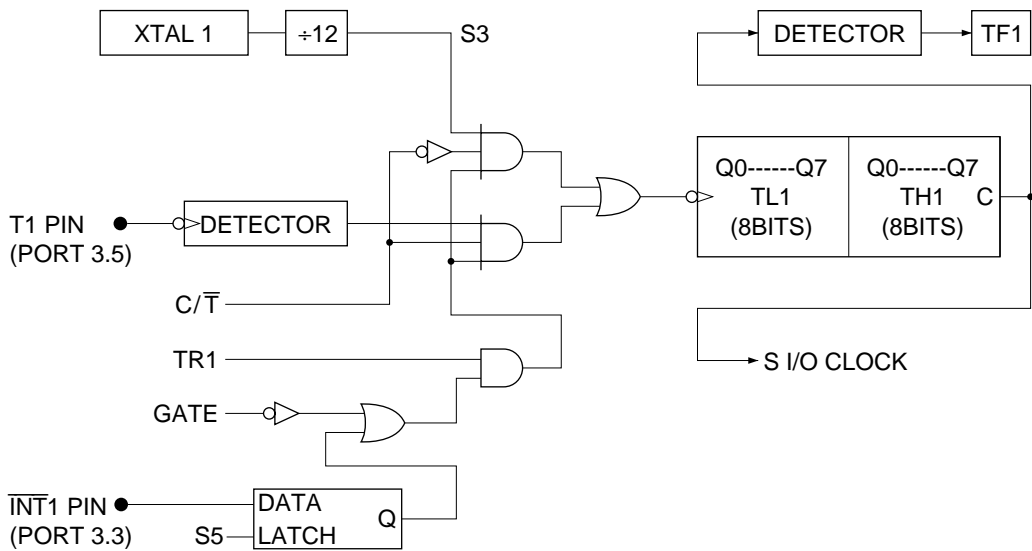 XTAL 1
÷12
S3
DETECTOR
TF1
Q0------Q7
TL1
(8BITS)
Q0------Q7
TH1
(8BITS)
C
T1 PIN
(PORT 3.5)
DETECTOR
C/T̅
TR1
S I/O CLOCK
GATE
I̅N̅T̅1 PIN
(PORT 3.3)
DATA
Q
S5
LATCH